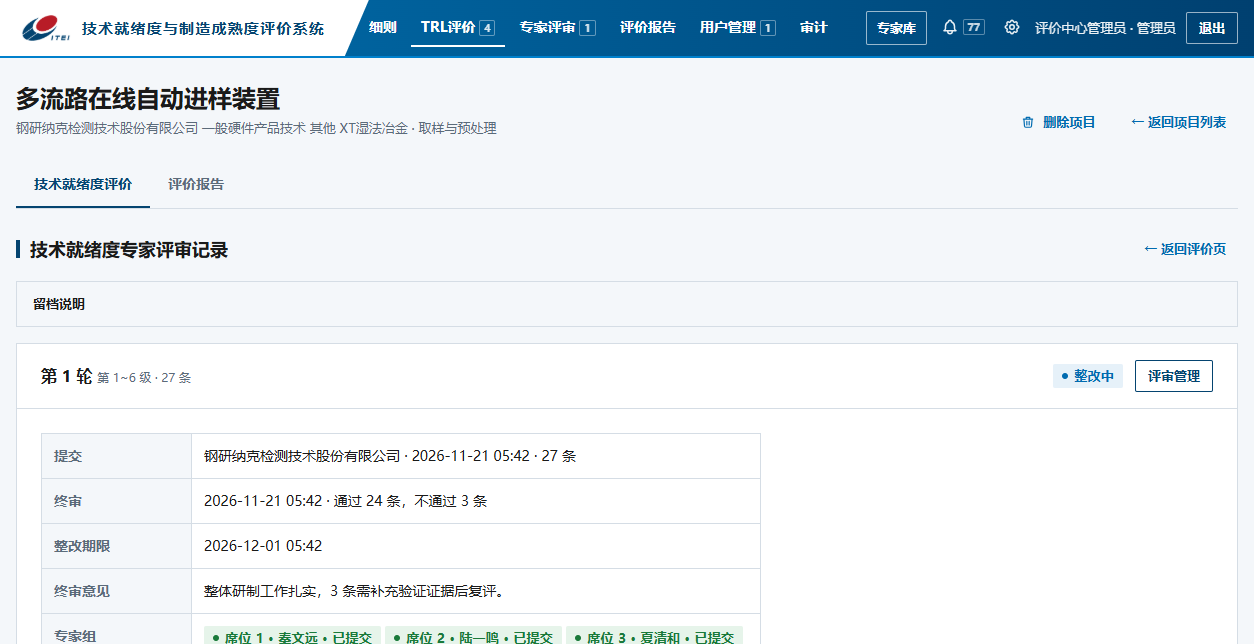 ITEI 技术就绪度与制造成熟度评价系统 细则 TRL评价 4 专家评审 1 评价报告 用户管理 1 审计 专家库 77 评价中心管理员 · 管理员 退出
多流路在线自动进样装置
钢研纳克检测技术股份有限公司 一般硬件产品技术 其他 XT湿法冶金 · 取样与预处理
删除项目 ← 返回项目列表
技术就绪度评价 评价报告
技术就绪度专家评审记录 ← 返回评价页
留档说明
第 1 轮 第 1~6 级 · 27 条 • 整改中 评审管理
提交 钢研纳克检测技术股份有限公司 · 2026-11-21 05:42 · 27 条
终审 2026-11-21 05:42 · 通过 24 条，不通过 3 条
整改期限 2026-12-01 05:42
终审意见 整体研制工作扎实，3 条需补充验证证据后复评。
专家组 • 席位 1 • 秦文远 • 已提交 • 席位 2 • 陆一鸣 • 已提交 • 席位 3 • 夏清和 • 已提交